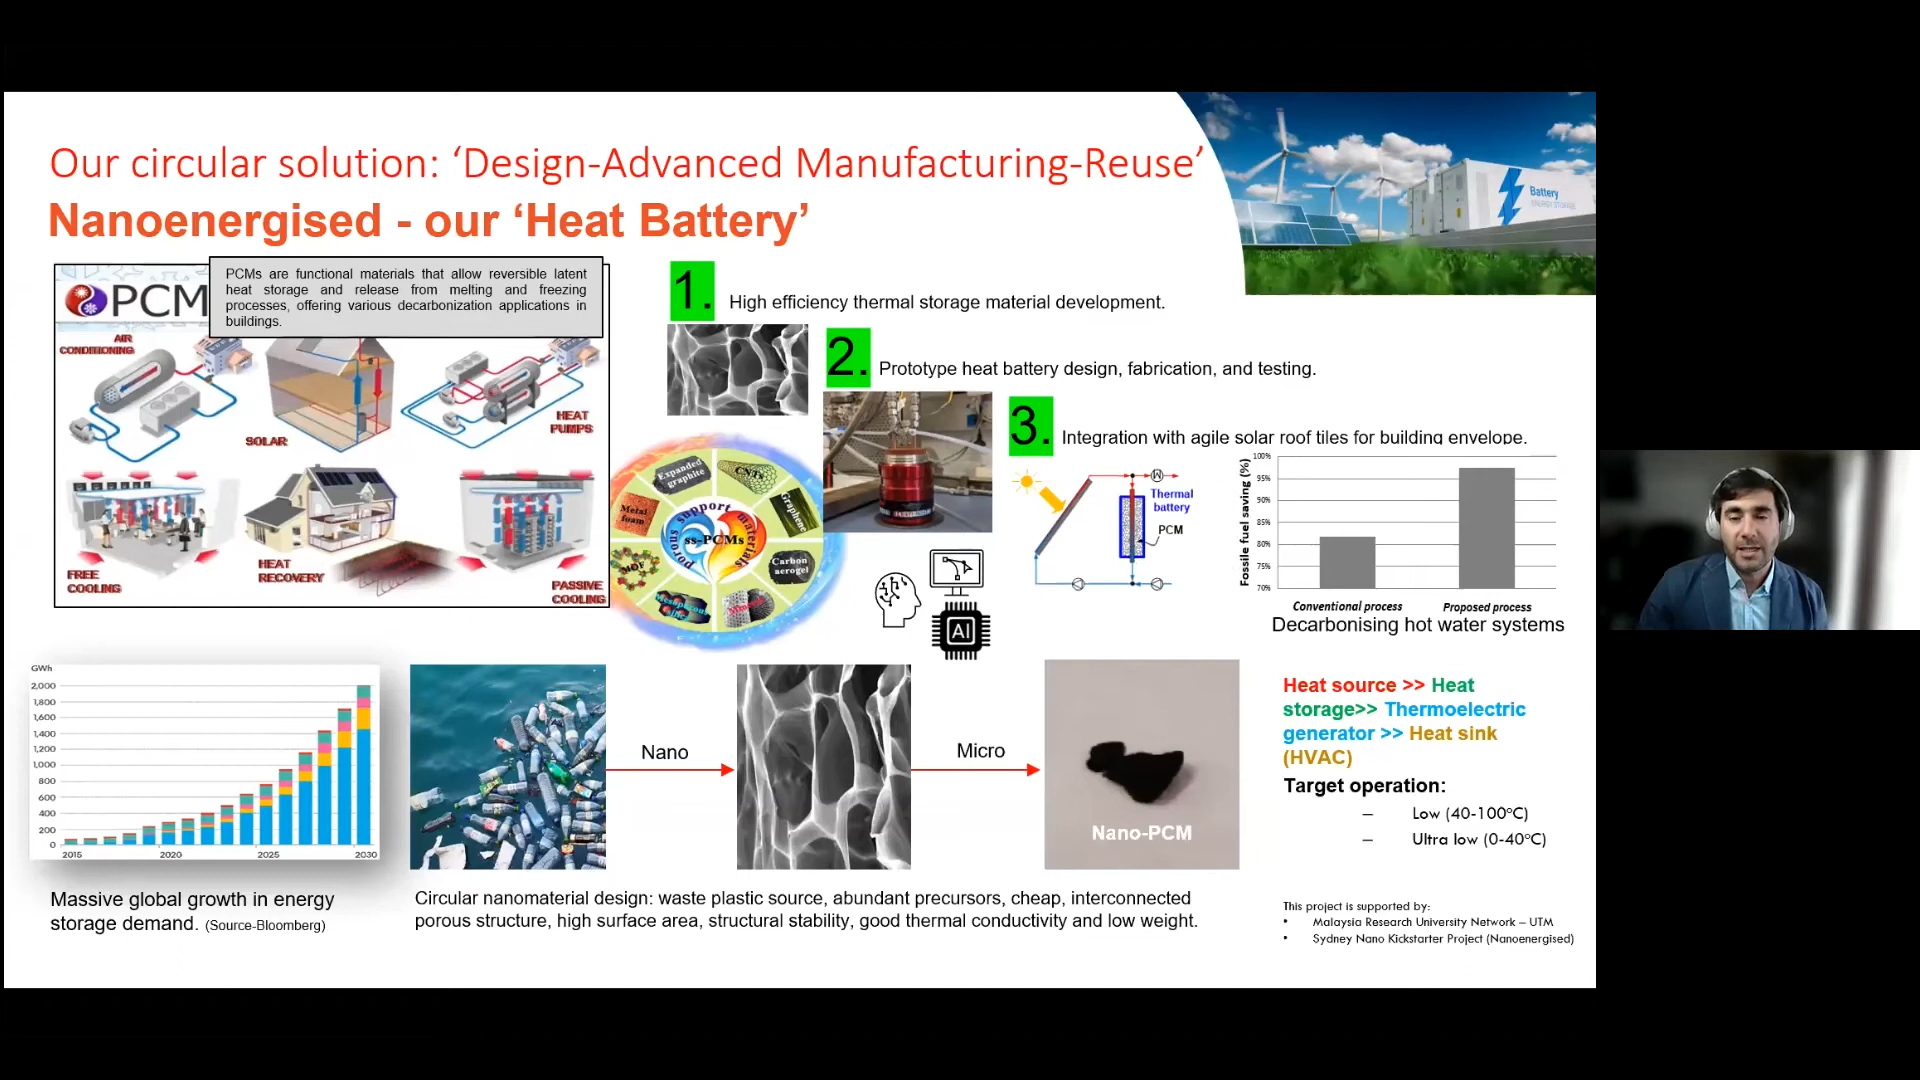 Our circular solution: ‘Design-Advanced Manufacturing-Reuse’
Nanoenergised - our ‘Heat Battery’
Battery
ENERGY STORAGE
PCM
PCMs are functional materials that allow reversible latent
heat storage and release from melting and freezing
processes, offering various decarbonization applications in
buildings.
AIR
CONDITIONING
SOLAR
HEAT
PUMPS
FREE
COOLING
HEAT
RECOVERY
PASSIVE
COOLING
1. High efficiency thermal storage material development.
2. Prototype heat battery design, fabrication, and testing.
3. Integration with agile solar roof tiles for building envelope.
Expanded
graphite
CNTs
Graphene
Carbon
aerogel
Mineral
Mesoporous
MOF
Metal
foam
porous support materials
ss-PCMs
AI
M
Thermal
battery
PCM
Fossile fuel saving (%)
100%
95%
90%
85%
80%
75%
70%
Conventional process
Proposed process
Decarbonising hot water systems
GWh
2,000
1,800
1,600
1,400
1,200
1,000
800
600
400
200
0
2015
2020
2025
2030
Massive global growth in energy
storage demand. (Source-Bloomberg)
Nano
Micro
Nano-PCM
Circular nanomaterial design: waste plastic source, abundant precursors, cheap, interconnected
porous structure, high surface area, structural stability, good thermal conductivity and low weight.
Heat source >> Heat
storage>> Thermoelectric
generator >> Heat sink
(HVAC)
Target operation:
– Low (40-100°C)
– Ultra low (0-40°C)
This project is supported by:
• Malaysia Research University Network – UTM
• Sydney Nano Kickstarter Project (Nanoenergised)